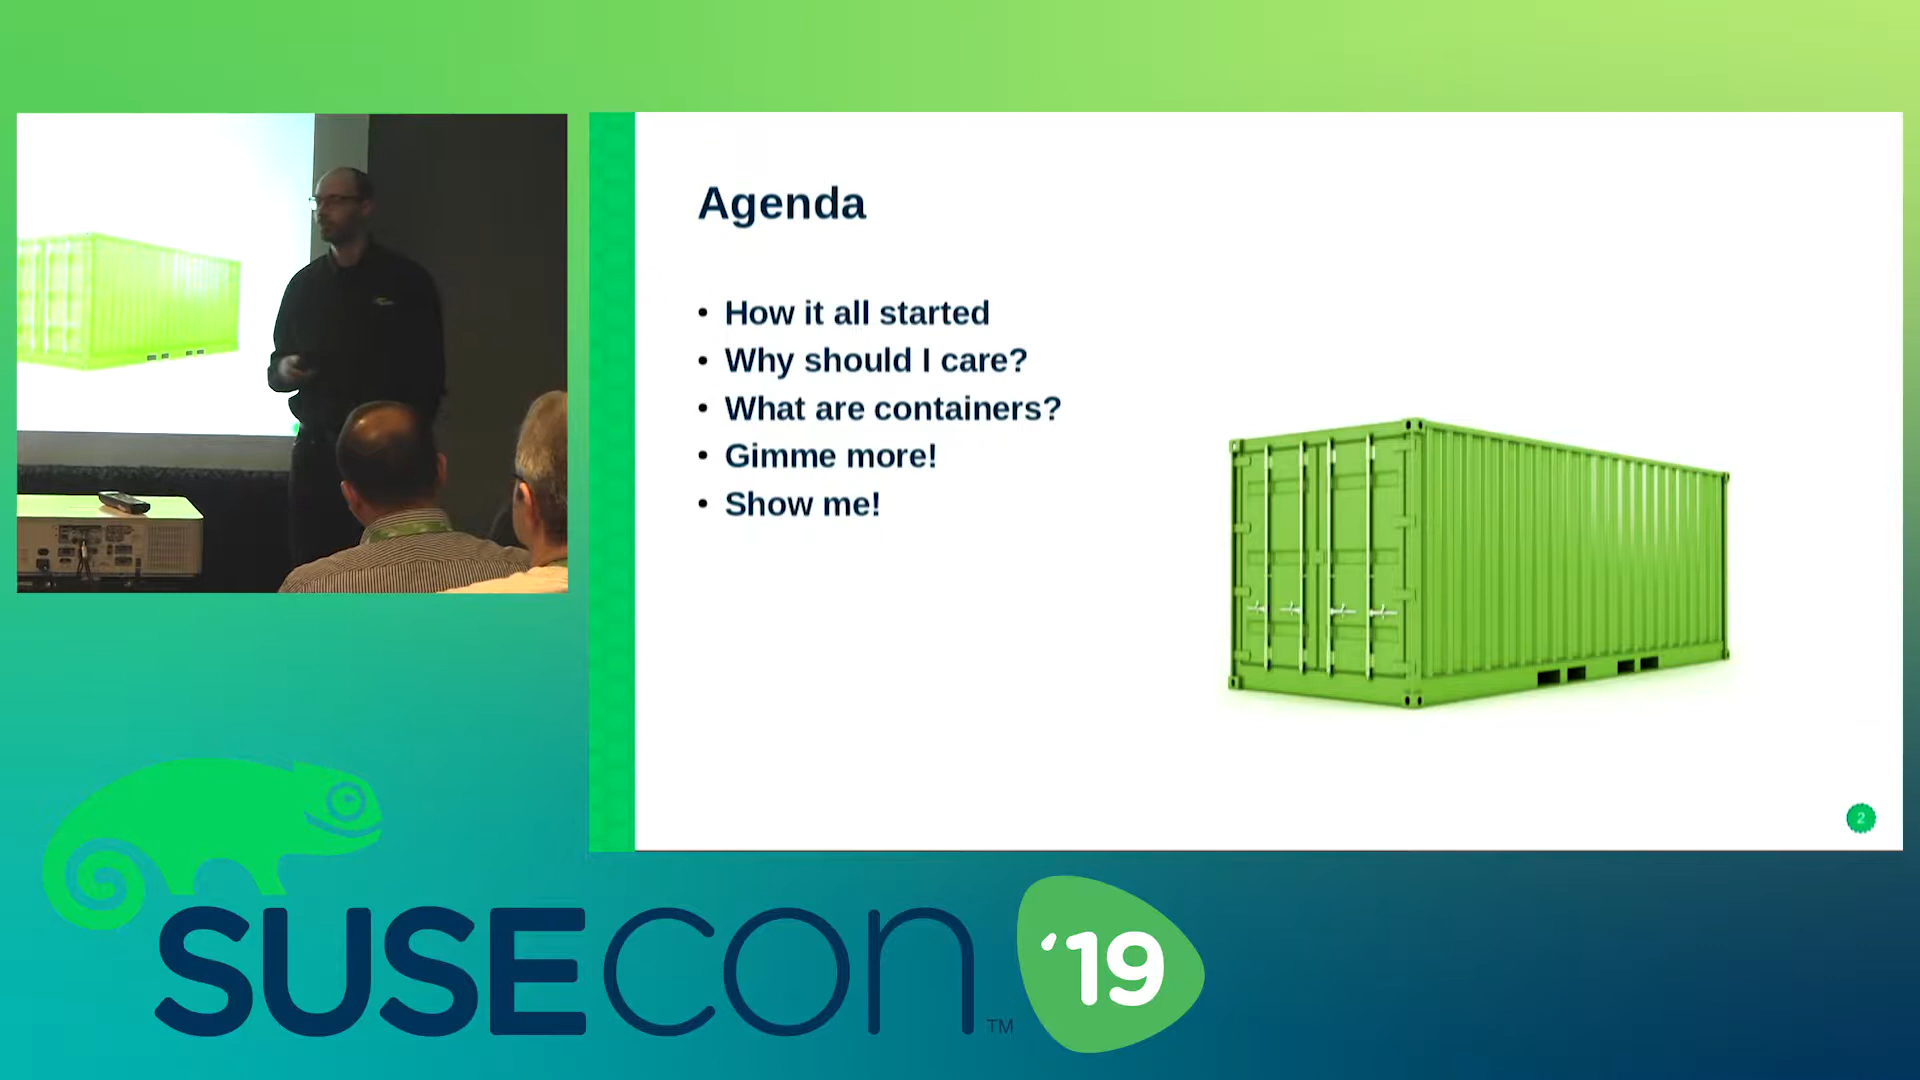 Agenda
• How it all started
• Why should I care?
• What are containers?
• Gimme more!
• Show me!
2
SUSECON™ ‘19